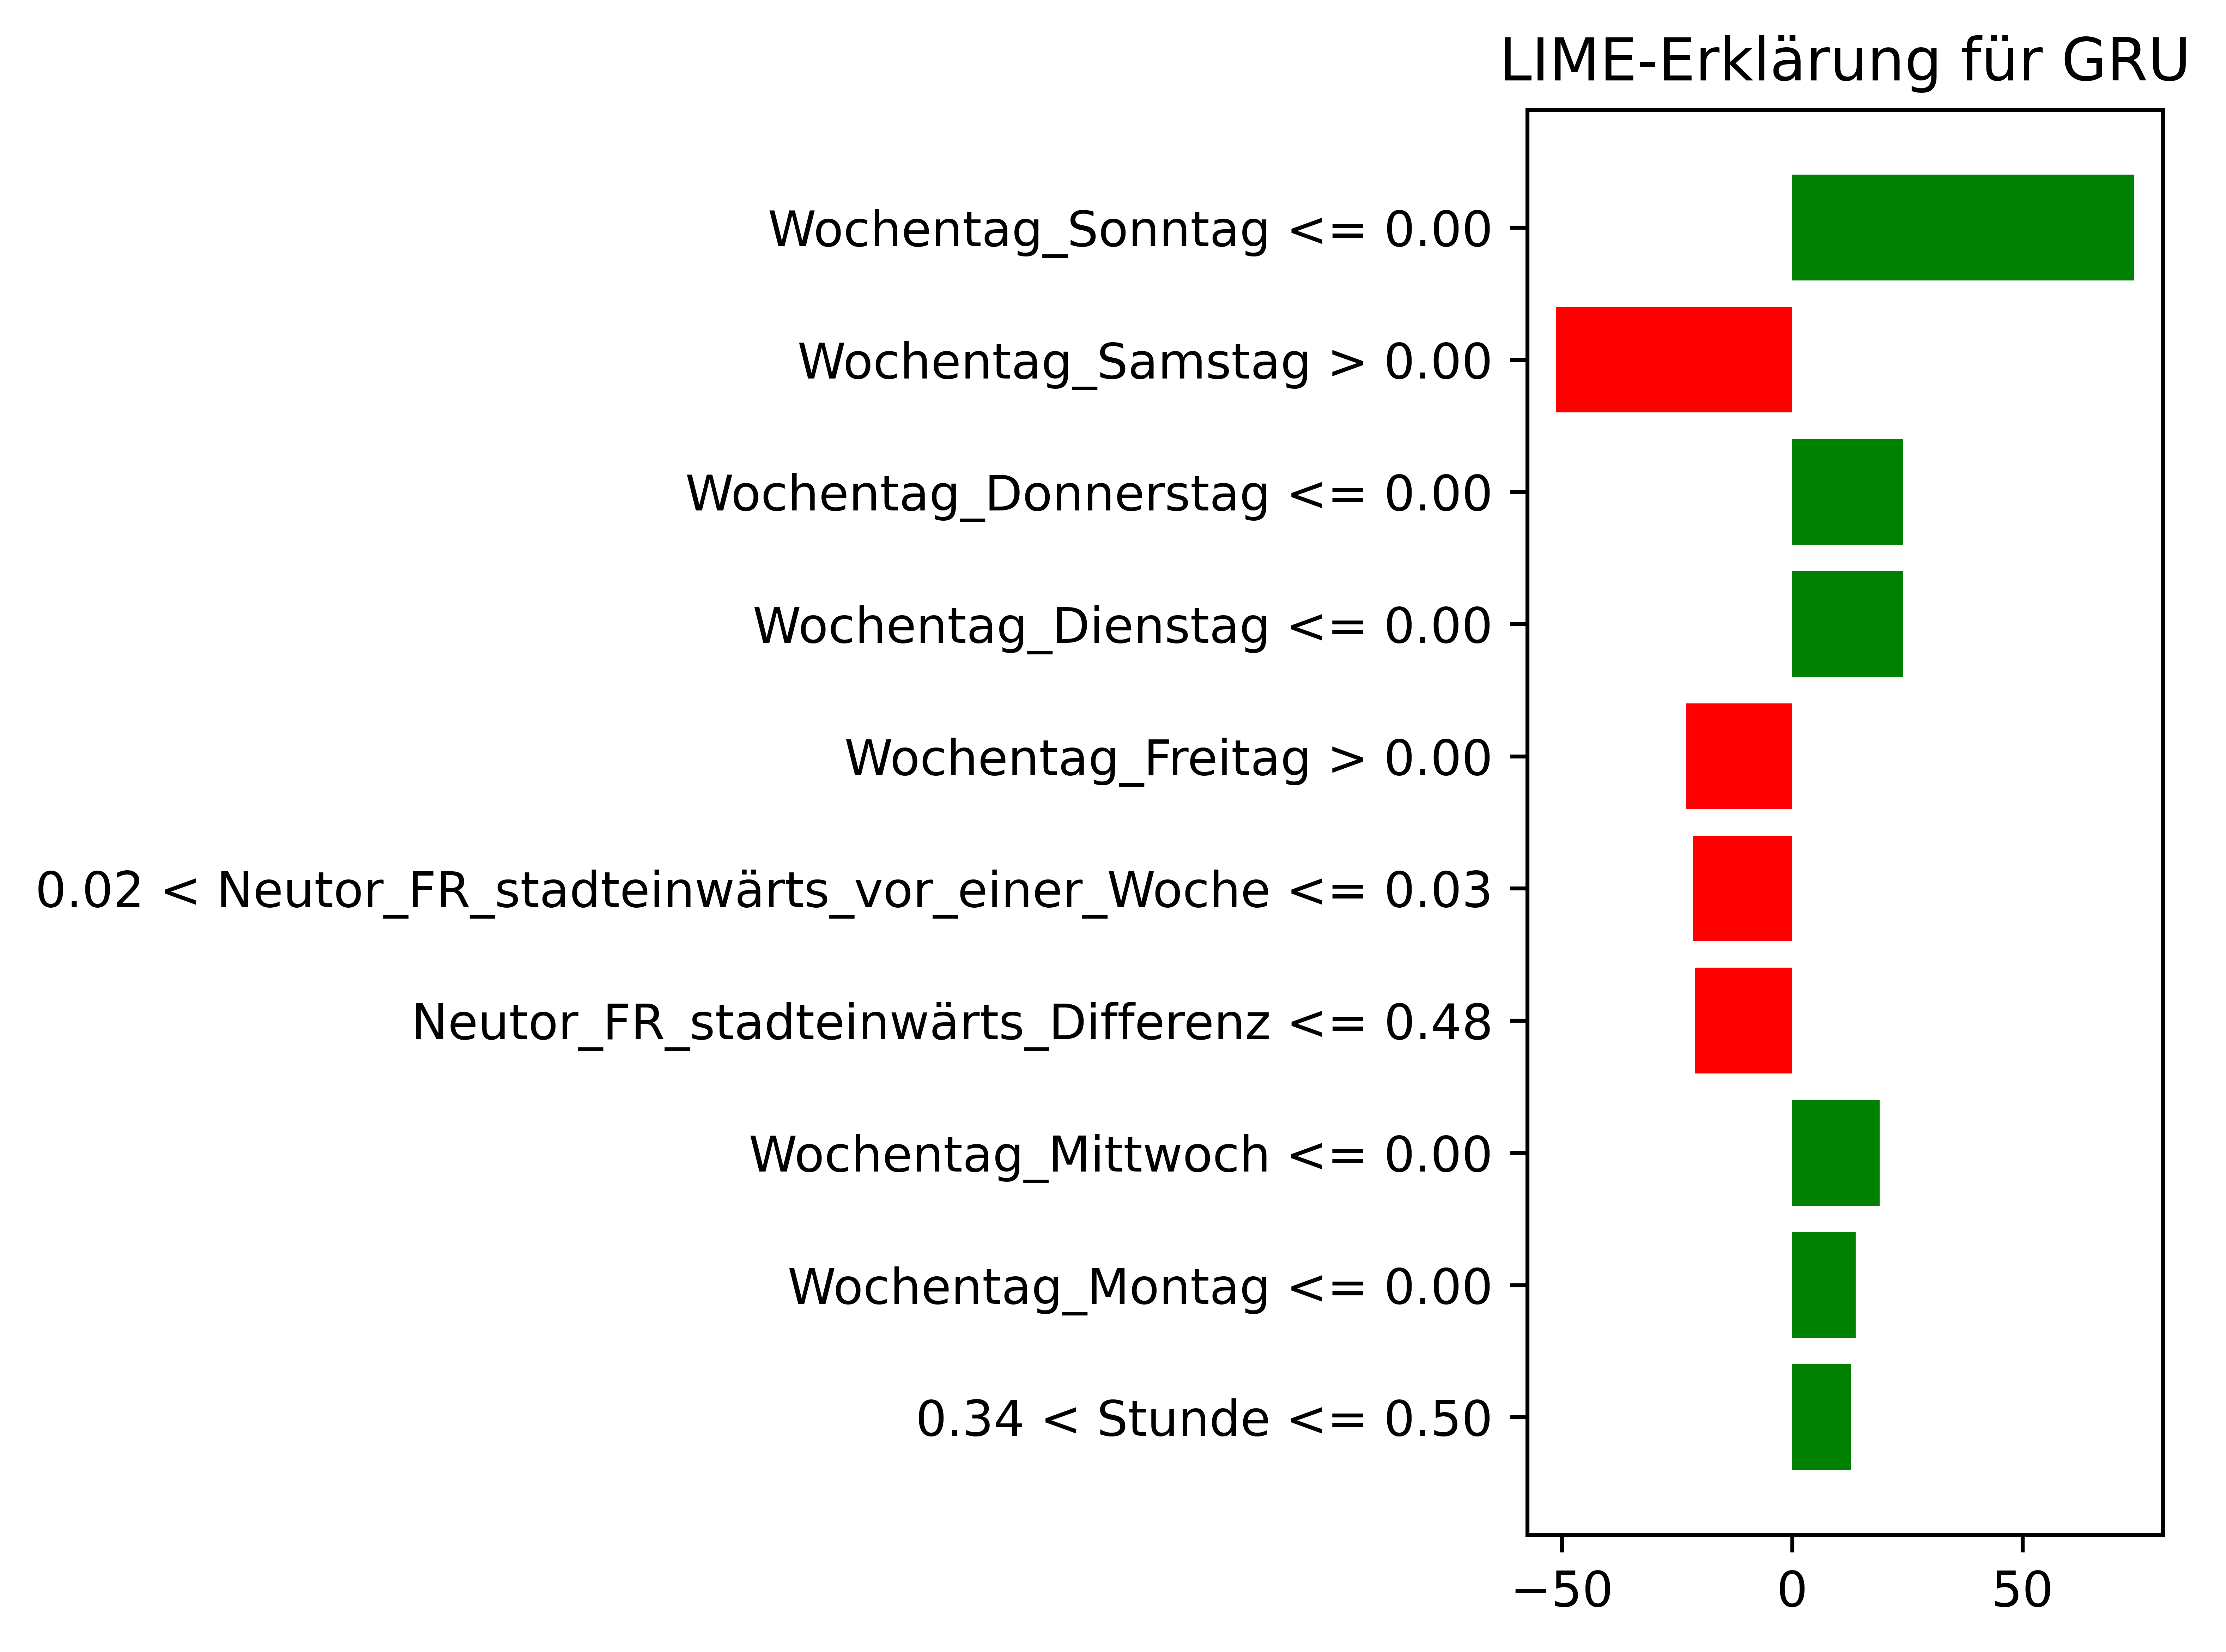 LIME-Erklärung für GRU
Wochentag_Sonntag <= 0.00
Wochentag_Samstag > 0.00
Wochentag_Donnerstag <= 0.00
Wochentag_Dienstag <= 0.00
Wochentag_Freitag > 0.00
0.02 < Neutor_FR_stadteinwärts_vor_einer_Woche <= 0.03
Neutor_FR_stadteinwärts_Differenz <= 0.48
Wochentag_Mittwoch <= 0.00
Wochentag_Montag <= 0.00
0.34 < Stunde <= 0.50
−50 0 50